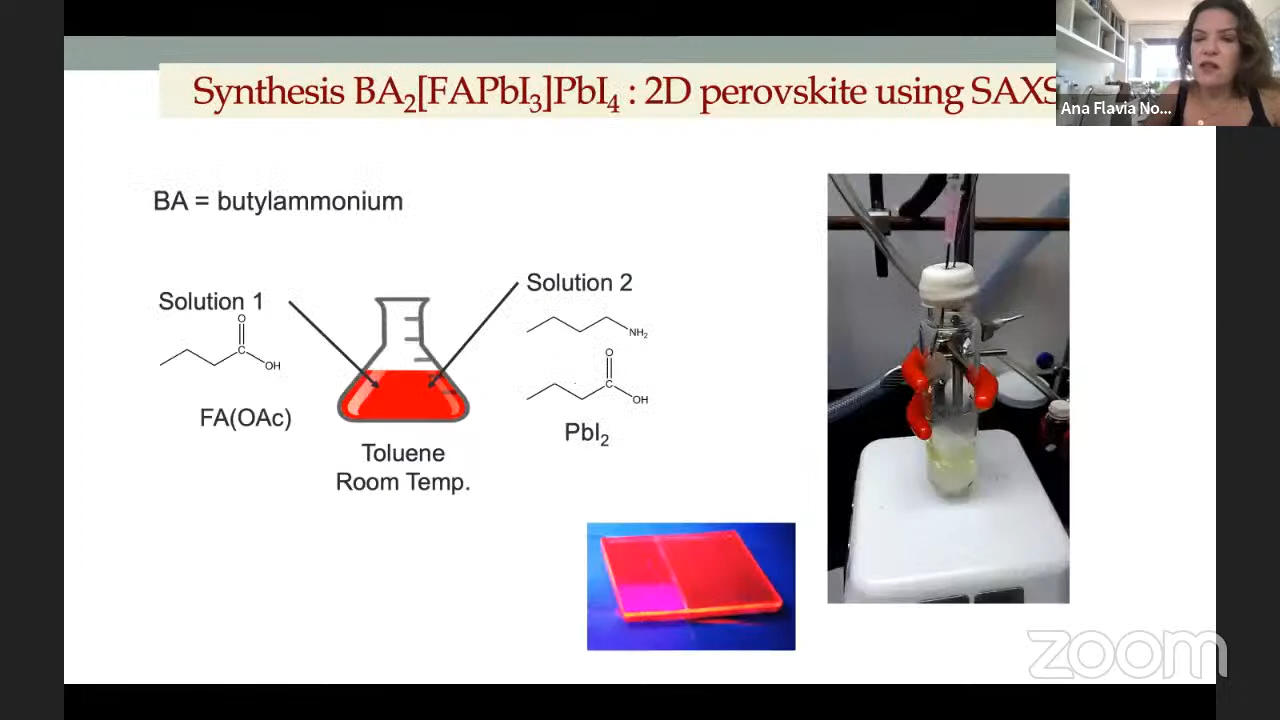 Synthesis BA₂[FAPbI₃]PbI₄ : 2D perovskite using SAXS
Ana Flavia No...
BA = butylammonium
Solution 1
O
C
OH
FA(OAc)
Solution 2
NH₂
O
C
OH
PbI₂
Toluene
Room Temp.
zoom